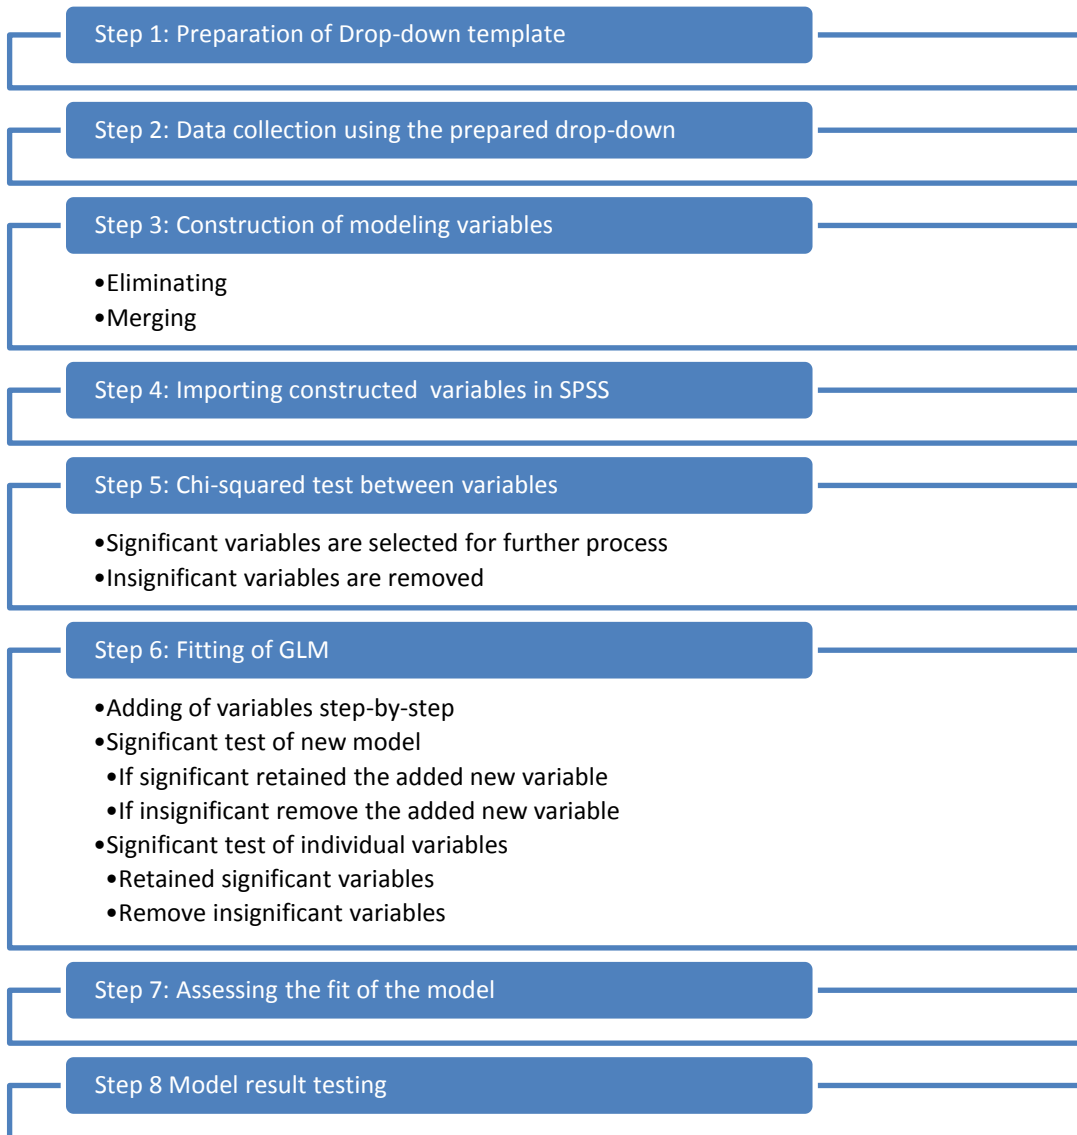 Step 1: Preparation of Drop-down template
Step 2: Data collection using the prepared drop-down
Step 3: Construction of modeling variables
•Eliminating
•Merging
Step 4: Importing constructed  variables in SPSS
Step 5: Chi-squared test between variables
•Significant variables are selected for further process
•Insignificant variables are removed
Step 6: Fitting of GLM
•Adding of variables step-by-step
•Significant test of new model
•If significant retained the added new variable
•If insignificant remove the added new variable
•Significant test of individual variables
•Retained significant variables
•Remove insignificant variables
Step 7: Assessing the fit of the model
Step 8 Model result testing